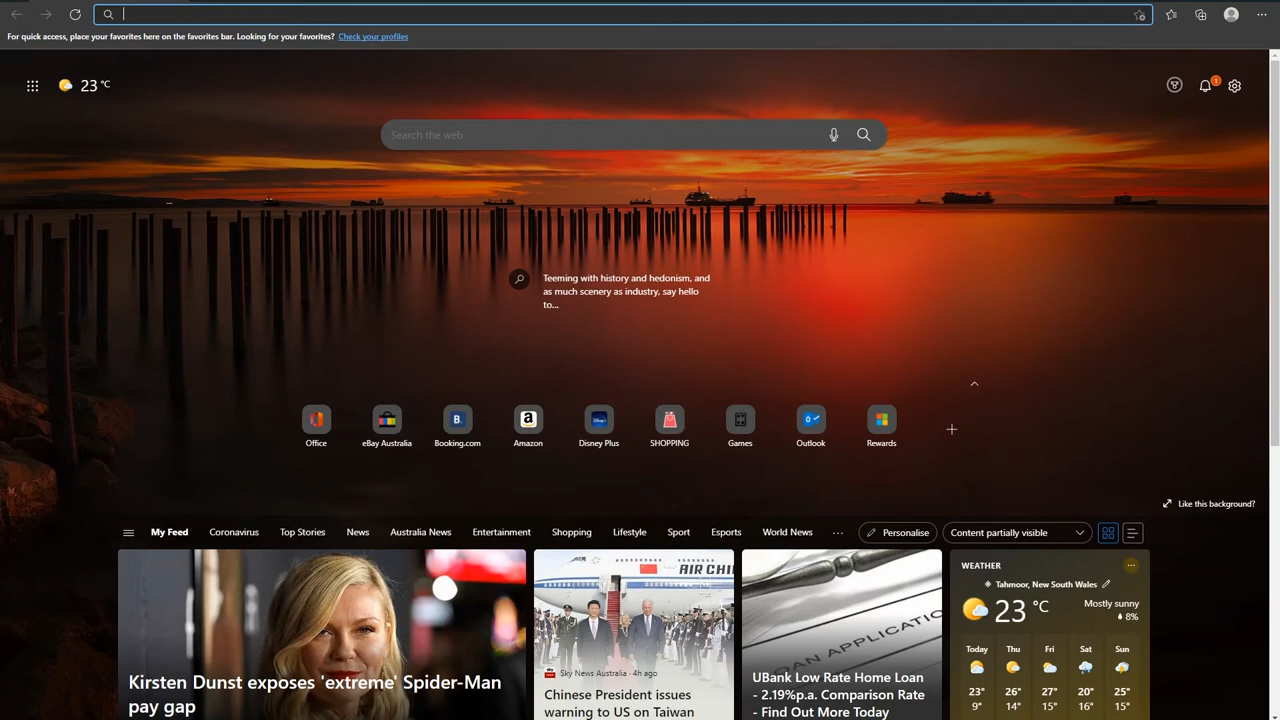 For quick access, place your favorites here on the favorites bar. Looking for your favorites? Check your profiles
23 °C
1
Search the web
Teeming with history and hedonism, and
as much scenery as industry, say hello
to...
Office
eBay Australia
Booking.com
Amazon
Disney Plus
SHOPPING
Games
Outlook
Rewards
Like this background?
My Feed
Coronavirus
Top Stories
News
Australia News
Entertainment
Shopping
Lifestyle
Sport
Esports
World News
Personalise
Content partially visible
Kirsten Dunst exposes 'extreme' Spider-Man
pay gap
AIR CHI
Sky News Australia · 4h ago
Chinese President issues
warning to US on Taiwan
LOAN APPLICATIO
UBank Low Rate Home Loan
- 2.19%p.a. Comparison Rate
- Find Out More Today
WEATHER
Tahmoor, New South Wales
23 °C
Mostly sunny
8%
Today Thu Fri Sat Sun
23° 26° 27° 20° 25°
9° 14° 15° 16° 15°